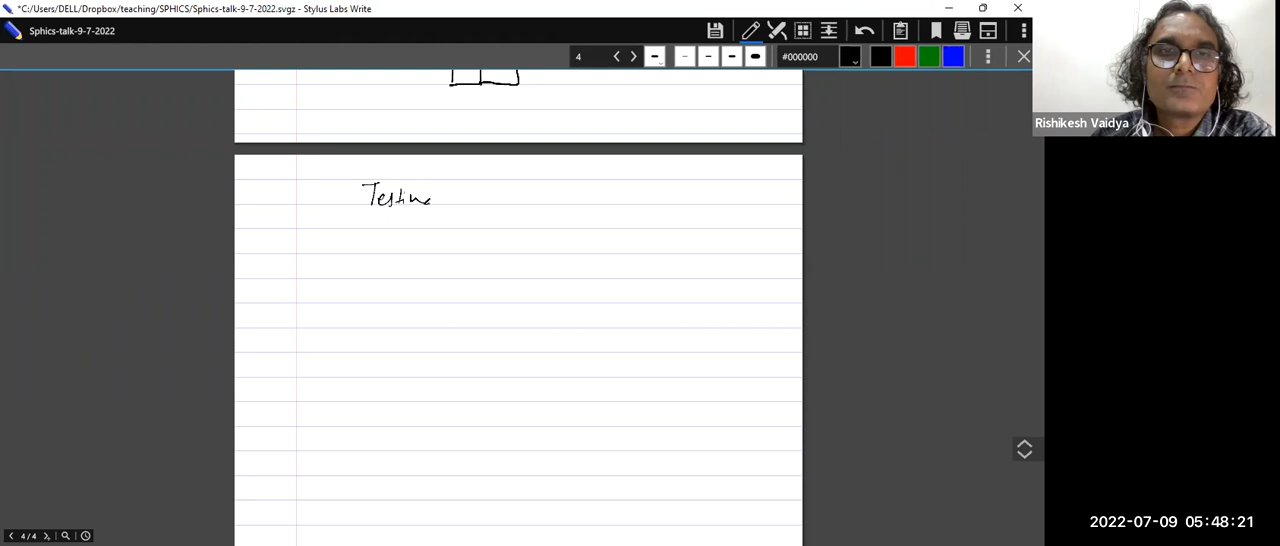 *C:/Users/DELL/Dropbox/teaching/SPHICS/Sphics-talk-9-7-2022.svgz - Stylus Labs Write
Sphics-talk-9-7-2022
4
#000000
Rishikesh Vaidya
Testine
4/4
2022-07-09 05:48:21